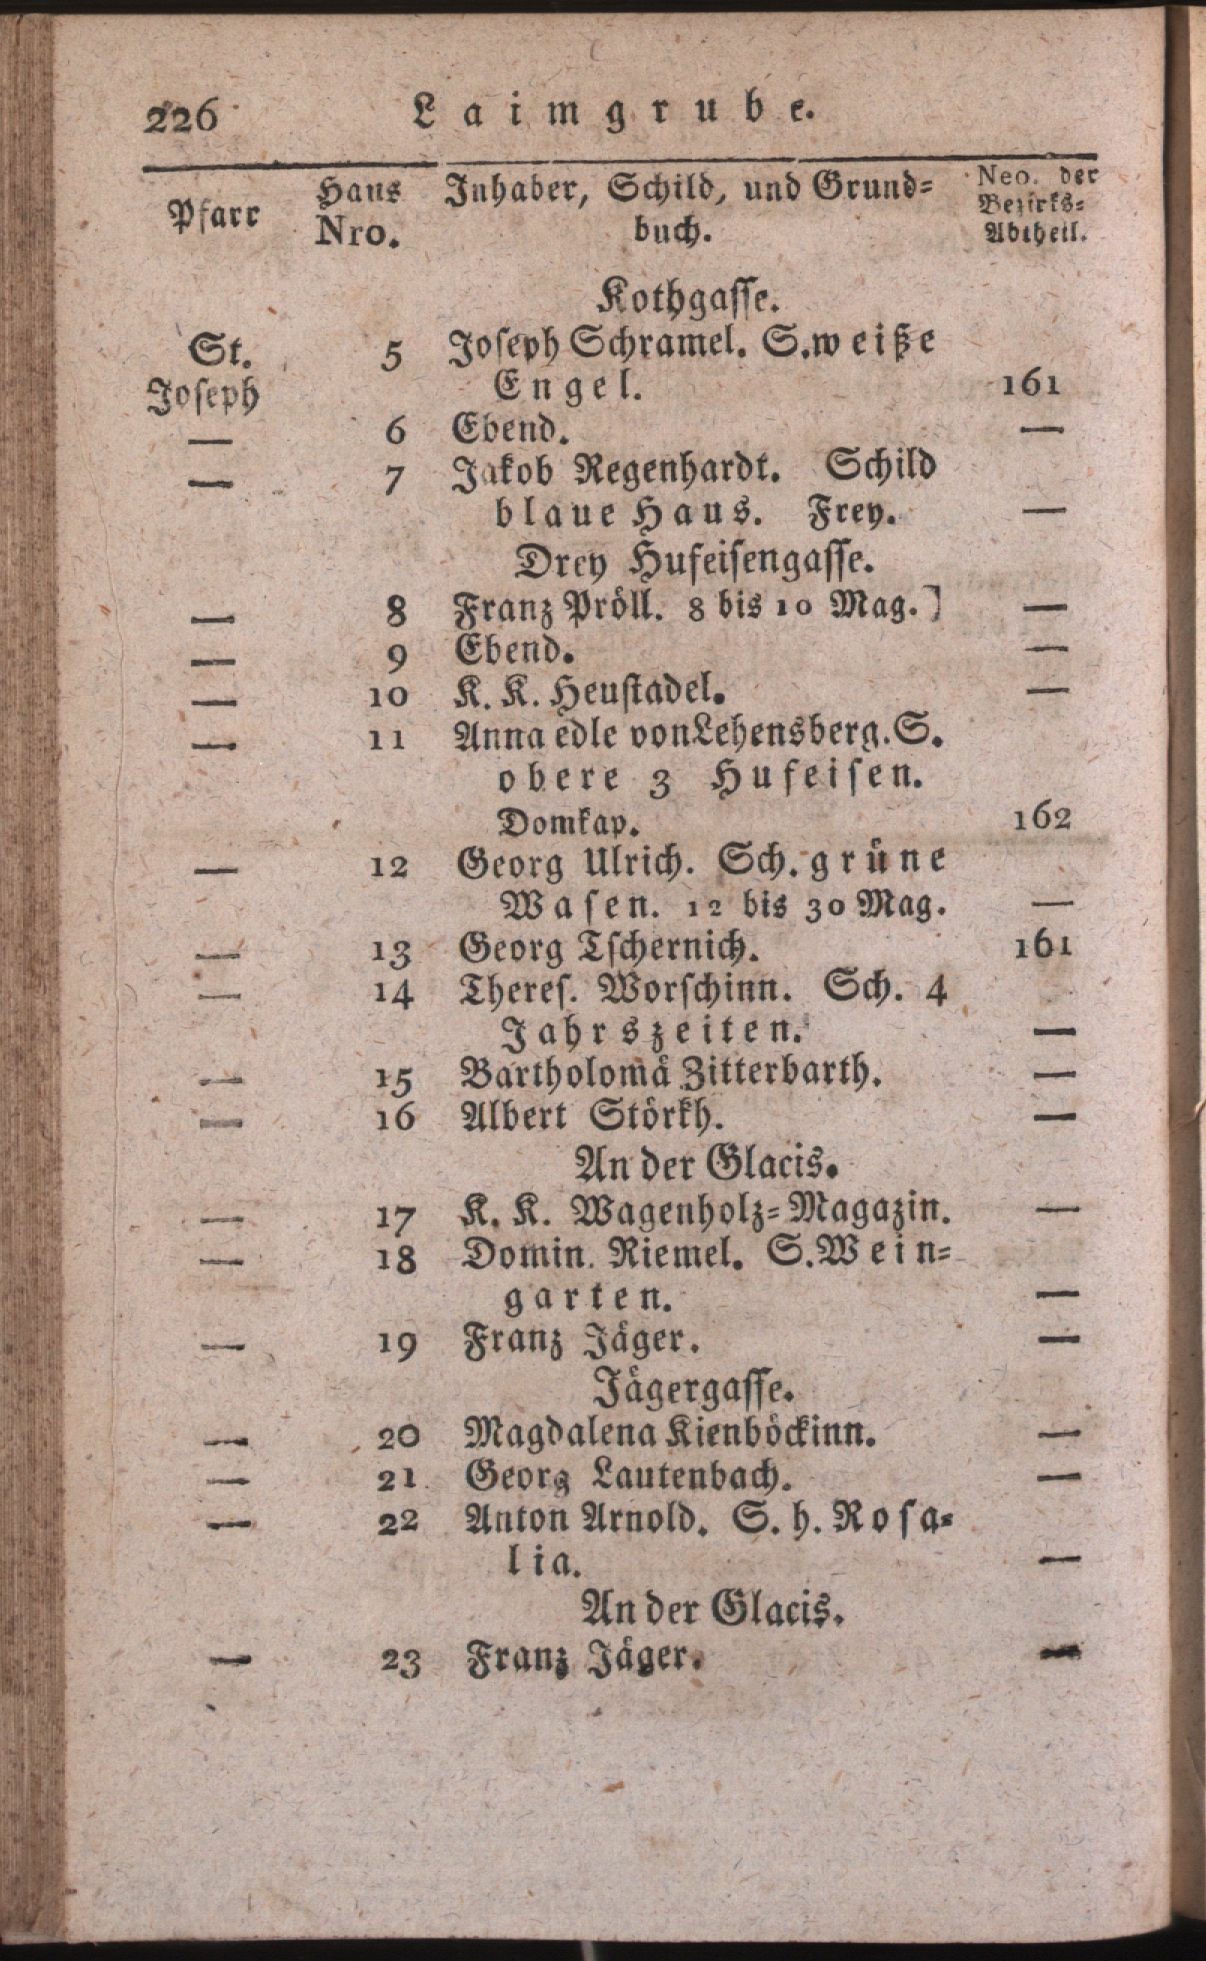 226 Laimgrube.
Pfarr Haus Nro. Inhaber, Schild, und Grund= buch. Neo. der Bezirks= Abtheil.
Kothgasse.
St. 5 Joseph Schramel. S. weiße
Joseph Engel. 161
— 6 Ebend. —
— 7 Jakob Regenhardt. Schild
blaue Haus. Frey. —
Drey Hufeisengasse.
— 8 Franz Pröll. 8 bis 10 Mag.] —
— 9 Ebend. —
— 10 K. K. Heustadel. —
— 11 Anna edle von Lehensberg. S.
obere 3 Hufeisen.
Domkap. 162
— 12 Georg Ulrich. Sch. grüne
Wasen. 12 bis 30 Mag. —
— 13 Georg Tschernich. 161
— 14 Theres. Worschinn. Sch. 4
Jahrszeiten. —
— 15 Bartholomä Zitterbarth. —
— 16 Albert Störkh. —
An der Glacis.
— 17 K. K. Wagenholz=Magazin. —
— 18 Domin. Riemel. S. Wein=
garten. —
— 19 Franz Jäger. —
Jägergasse.
— 20 Magdalena Kienböckinn. —
— 21 Georg Lautenbach. —
— 22 Anton Arnold. S. h. Rosa=
lia. —
An der Glacis.
— 23 Franz Jäger. —